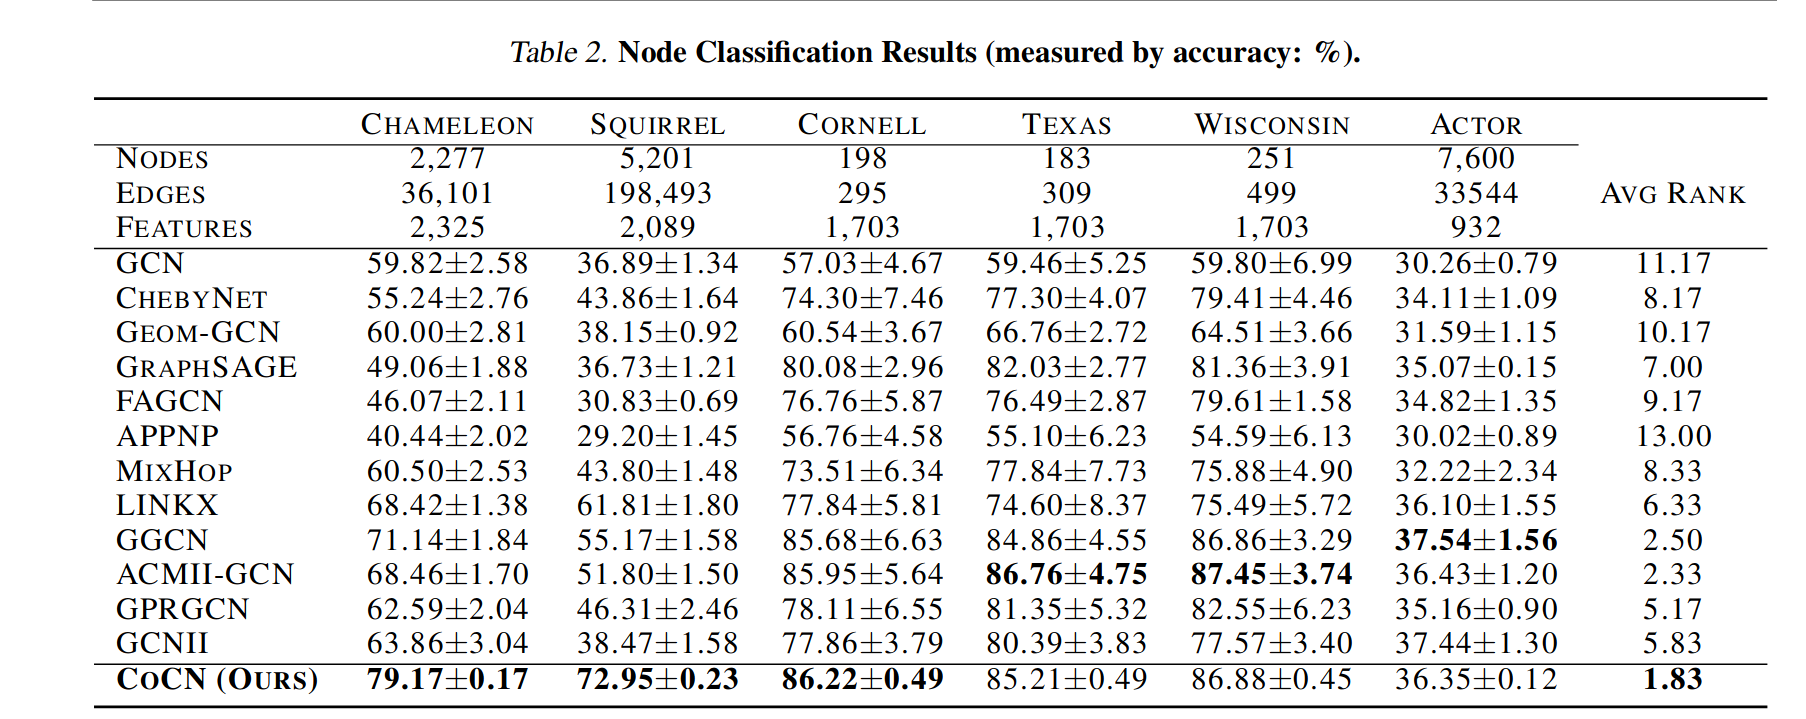 Table 2. Node Classification Results (measured by accuracy: %).
CHAMELEON SQUIRREL CORNELL TEXAS WISCONSIN ACTOR
NODES 2,277 5,201 198 183 251 7,600
EDGES 36,101 198,493 295 309 499 33544 AVG RANK
FEATURES 2,325 2,089 1,703 1,703 1,703 932
GCN 59.82±2.58 36.89±1.34 57.03±4.67 59.46±5.25 59.80±6.99 30.26±0.79 11.17
CHEBYNET 55.24±2.76 43.86±1.64 74.30±7.46 77.30±4.07 79.41±4.46 34.11±1.09 8.17
GEOM-GCN 60.00±2.81 38.15±0.92 60.54±3.67 66.76±2.72 64.51±3.66 31.59±1.15 10.17
GRAPHSAGE 49.06±1.88 36.73±1.21 80.08±2.96 82.03±2.77 81.36±3.91 35.07±0.15 7.00
FAGCN 46.07±2.11 30.83±0.69 76.76±5.87 76.49±2.87 79.61±1.58 34.82±1.35 9.17
APPNP 40.44±2.02 29.20±1.45 56.76±4.58 55.10±6.23 54.59±6.13 30.02±0.89 13.00
MIXHOP 60.50±2.53 43.80±1.48 73.51±6.34 77.84±7.73 75.88±4.90 32.22±2.34 8.33
LINKX 68.42±1.38 61.81±1.80 77.84±5.81 74.60±8.37 75.49±5.72 36.10±1.55 6.33
GGCN 71.14±1.84 55.17±1.58 85.68±6.63 84.86±4.55 86.86±3.29 37.54±1.56 2.50
ACMII-GCN 68.46±1.70 51.80±1.50 85.95±5.64 86.76±4.75 87.45±3.74 36.43±1.20 2.33
GPRGCN 62.59±2.04 46.31±2.46 78.11±6.55 81.35±5.32 82.55±6.23 35.16±0.90 5.17
GCNII 63.86±3.04 38.47±1.58 77.86±3.79 80.39±3.83 77.57±3.40 37.44±1.30 5.83
COCN (OURS) 79.17±0.17 72.95±0.23 86.22±0.49 85.21±0.49 86.88±0.45 36.35±0.12 1.83